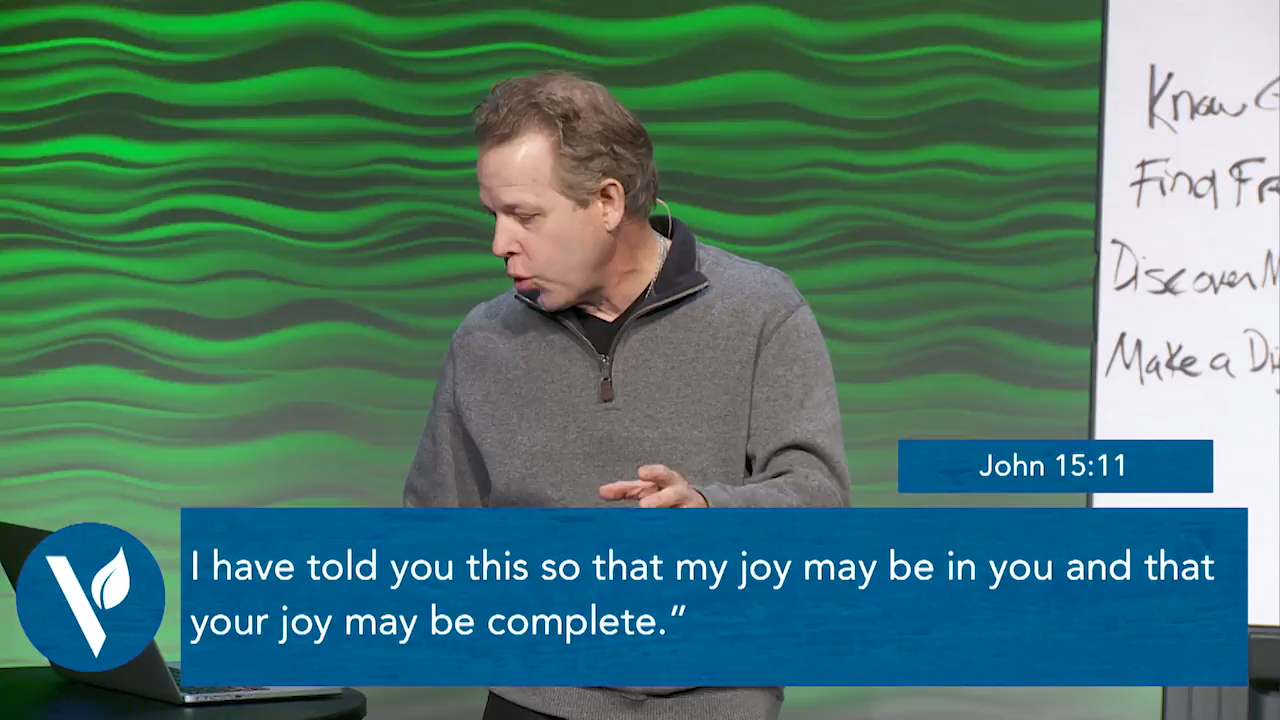 Know
Find
Discover
Make a
John 15:11
I have told you this so that my joy may be in you and that
your joy may be complete.”